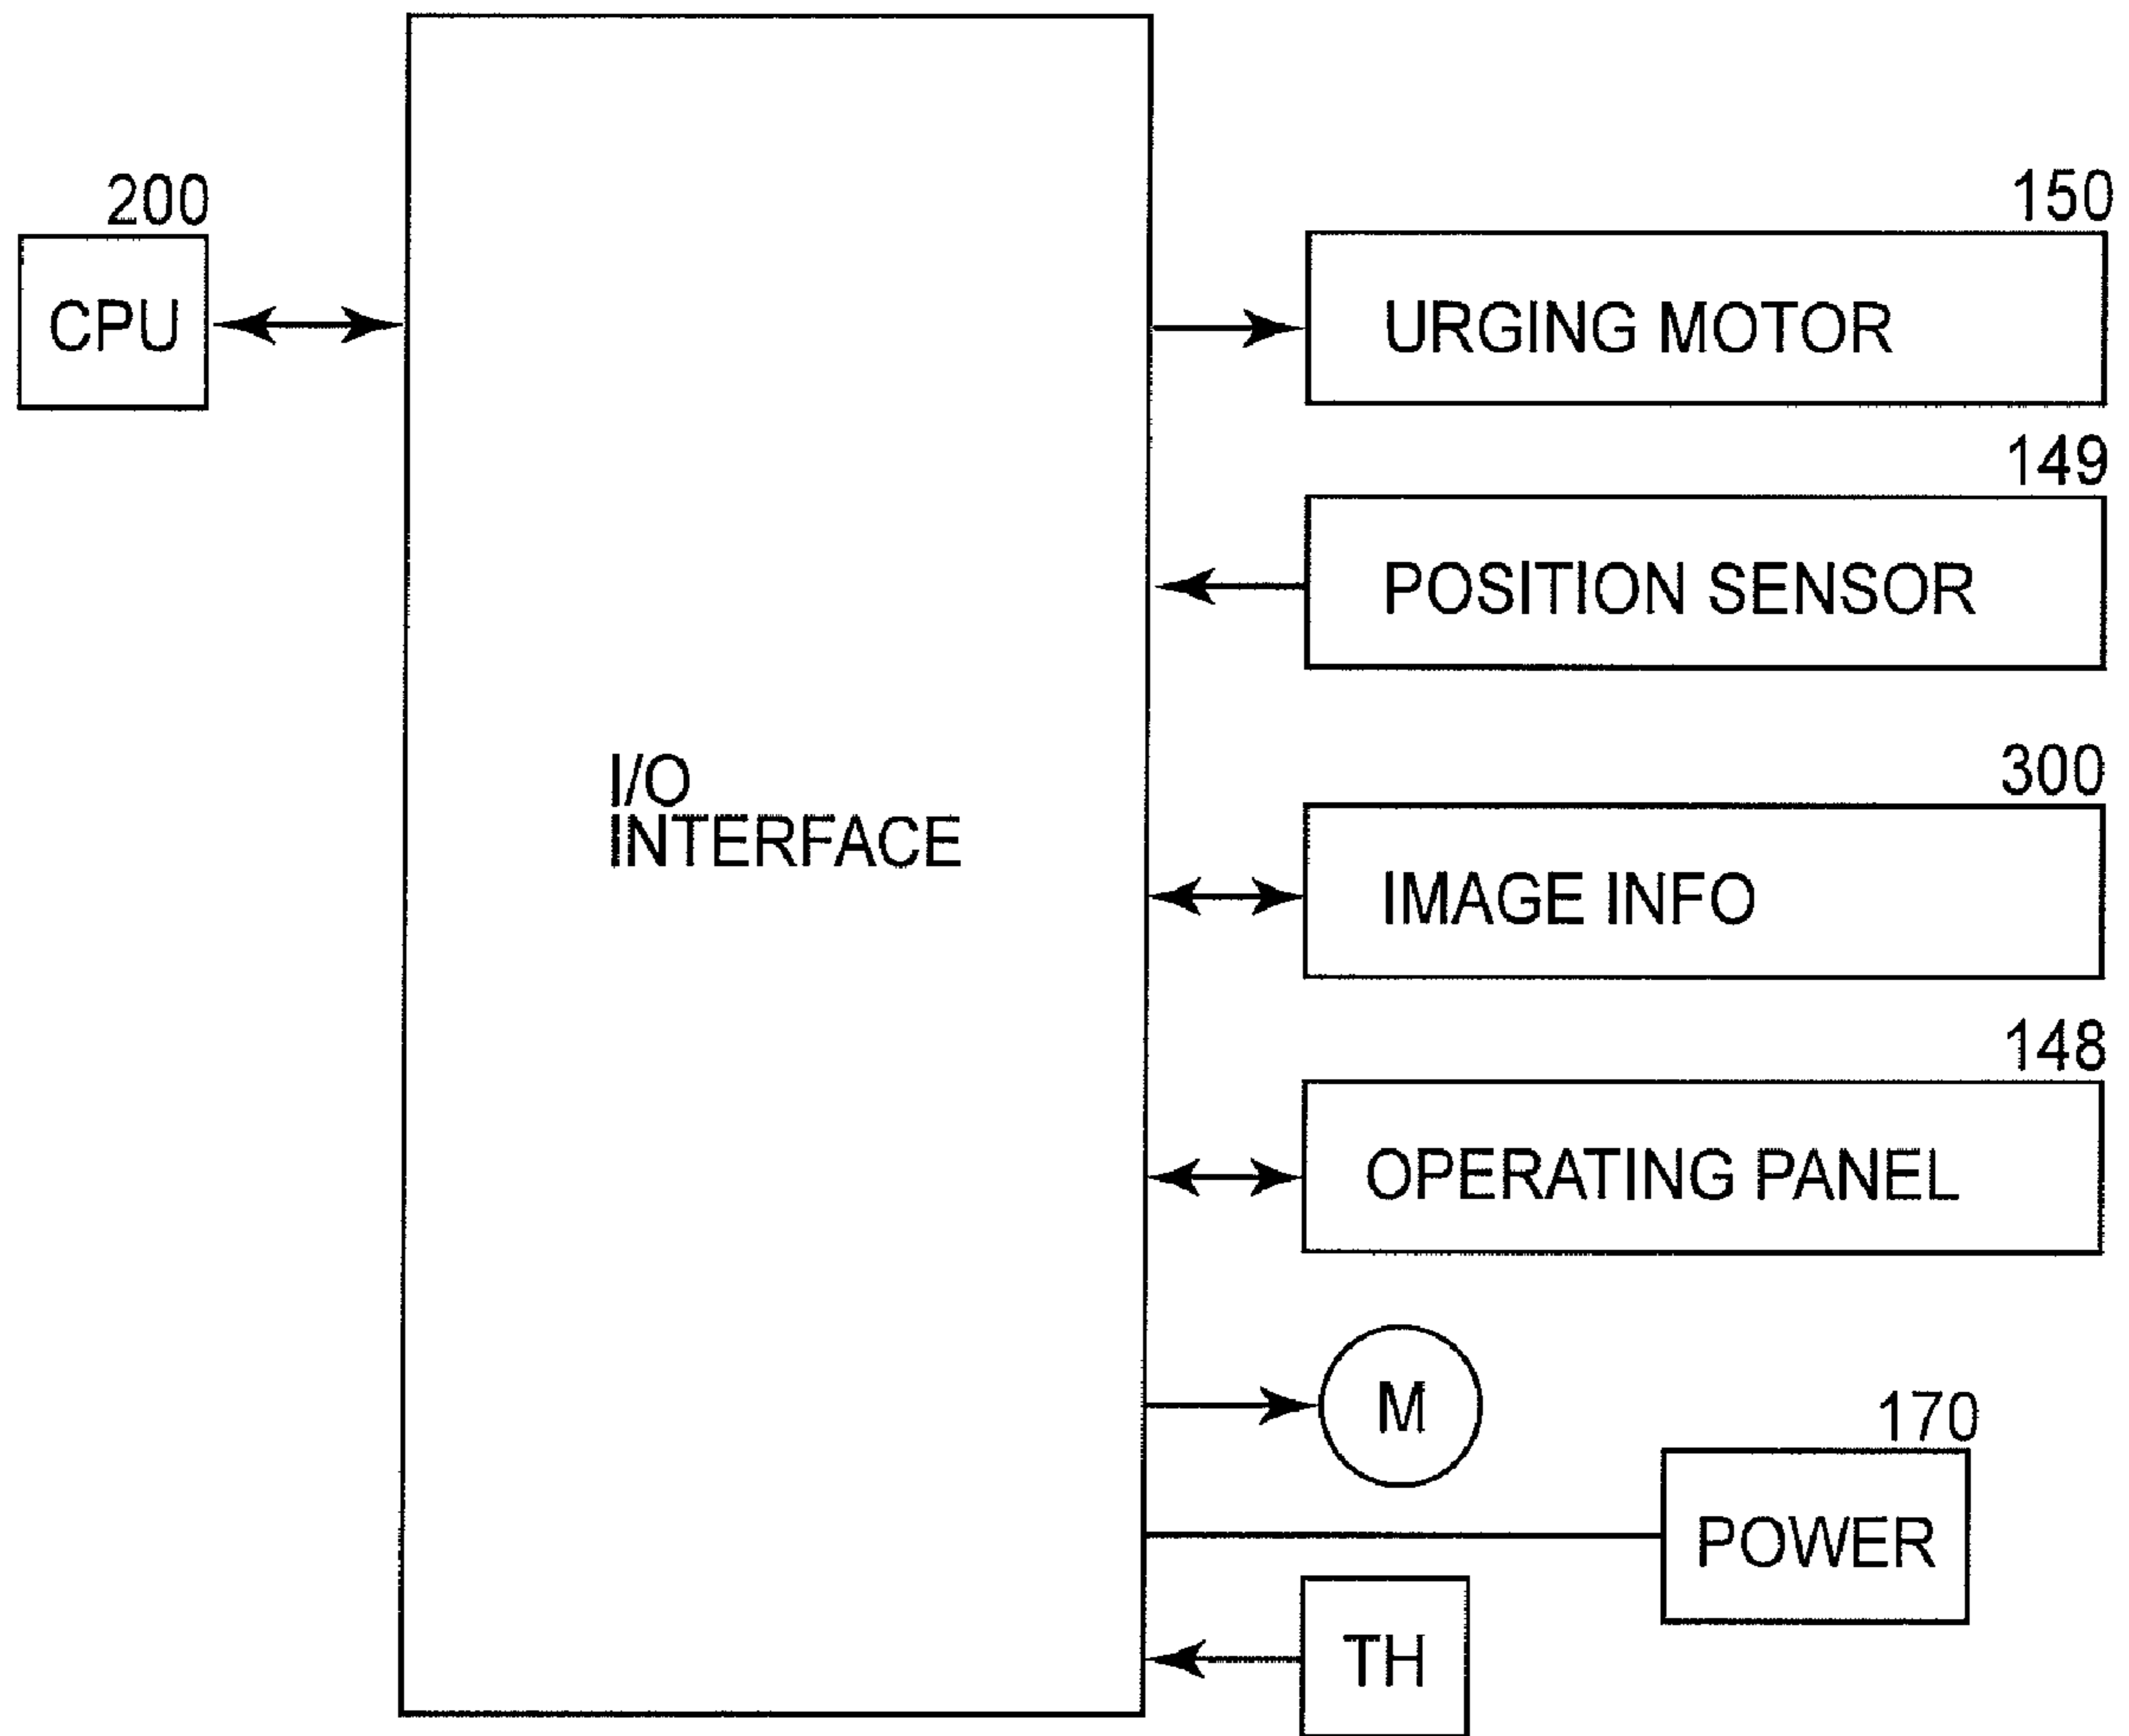 200
CPU
I/O
INTERFACE
150
URGING MOTOR
149
POSITION SENSOR
300
IMAGE INFO
148
OPERATING PANEL
M
170
POWER
TH